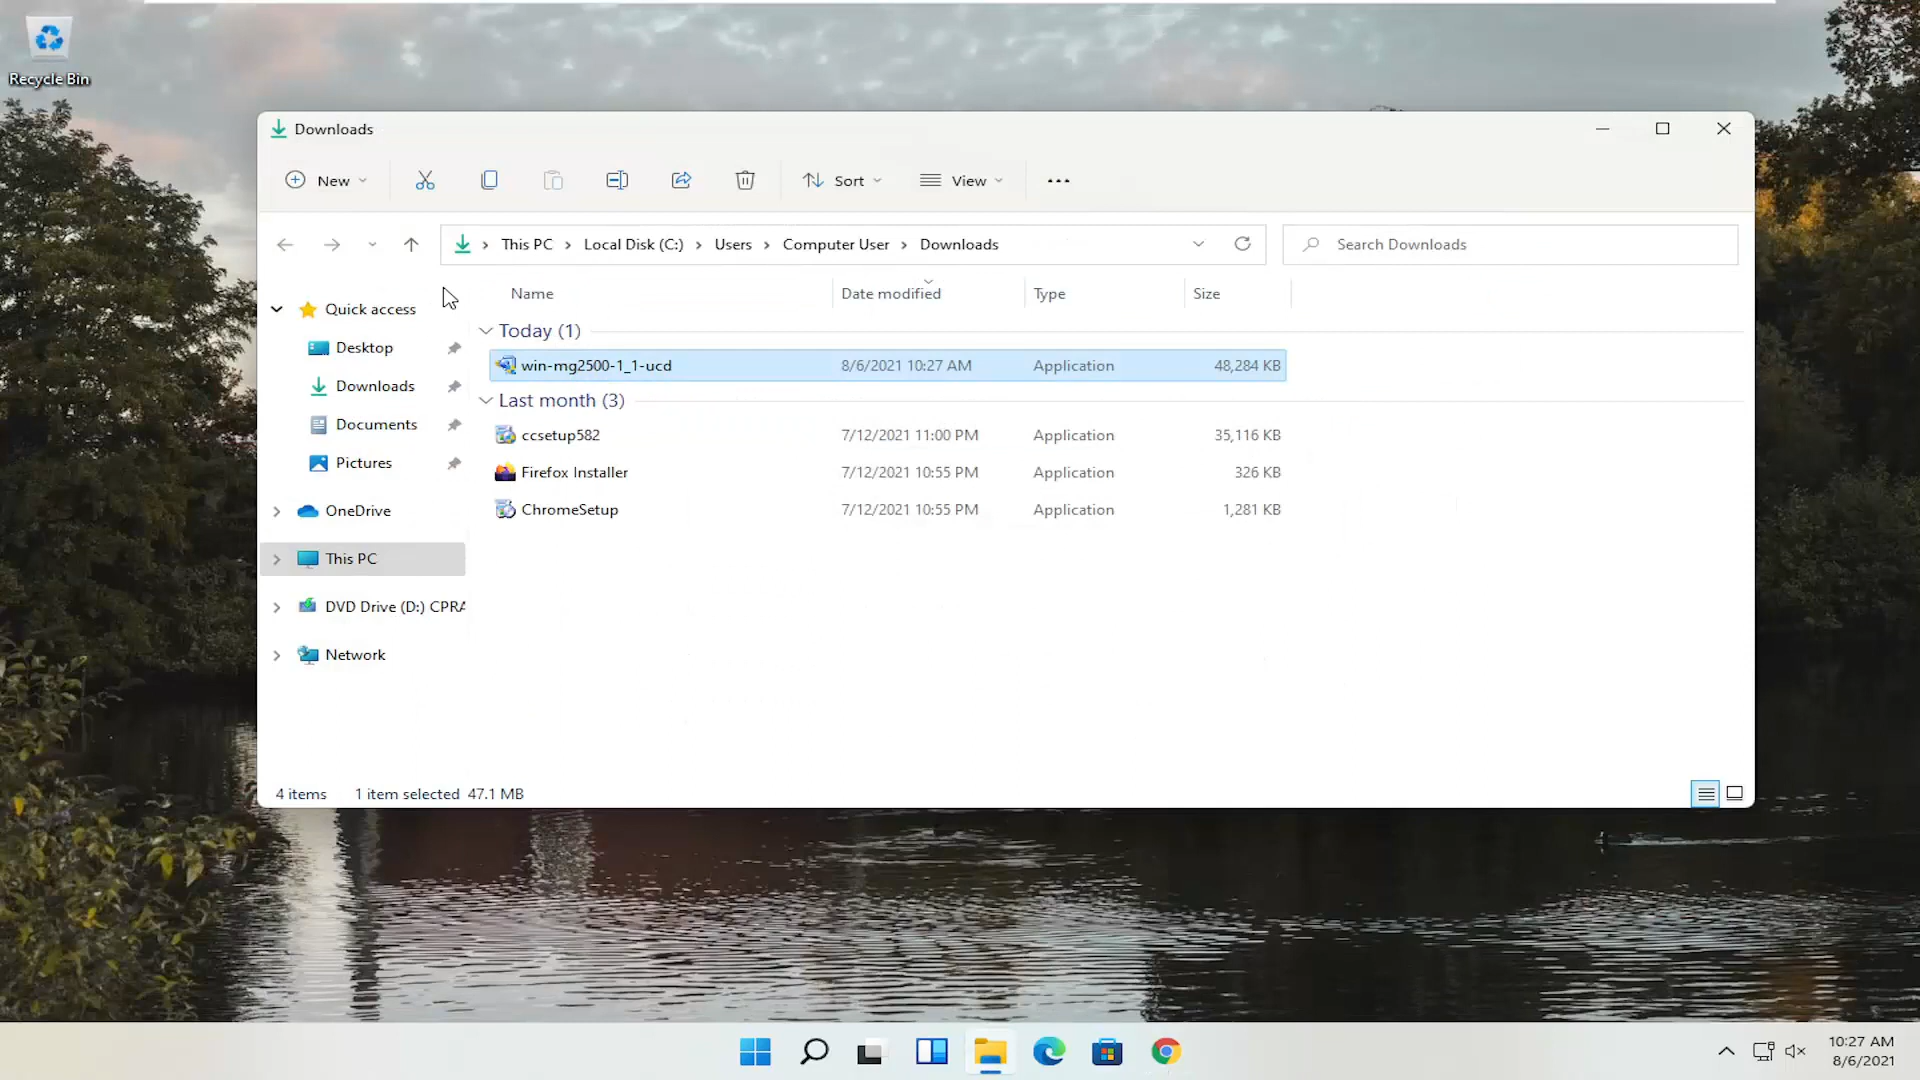 Recycle Bin
Downloads
New
Sort
View
This PC
Local Disk (C:)
Users
Computer User
Downloads
Search Downloads
Name
Date modified
Type
Size
Quick access
Desktop
Downloads
Documents
Pictures
OneDrive
This PC
DVD Drive (D:) CPRA
Network
Today (1)
win-mg2500-1_1-ucd 8/6/2021 10:27 AM Application 48,284 KB
Last month (3)
ccsetup582 7/12/2021 11:00 PM Application 35,116 KB
Firefox Installer 7/12/2021 10:55 PM Application 326 KB
ChromeSetup 7/12/2021 10:55 PM Application 1,281 KB
4 items 1 item selected 47.1 MB
10:27 AM
8/6/2021